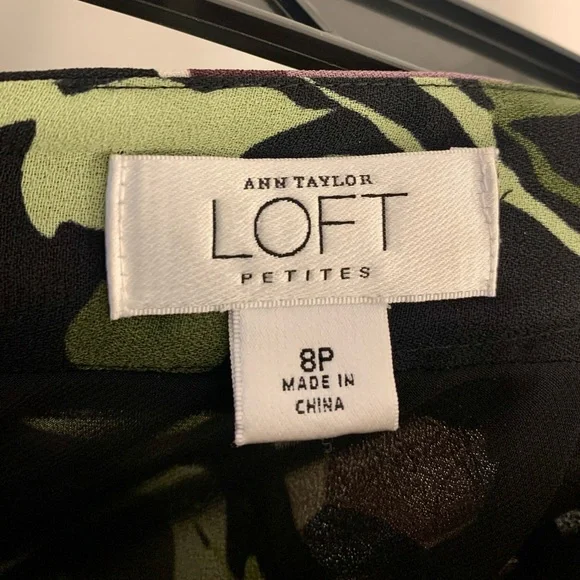 ANN TAYLOR
LOFT
PETITES
8P
MADE IN
CHINA